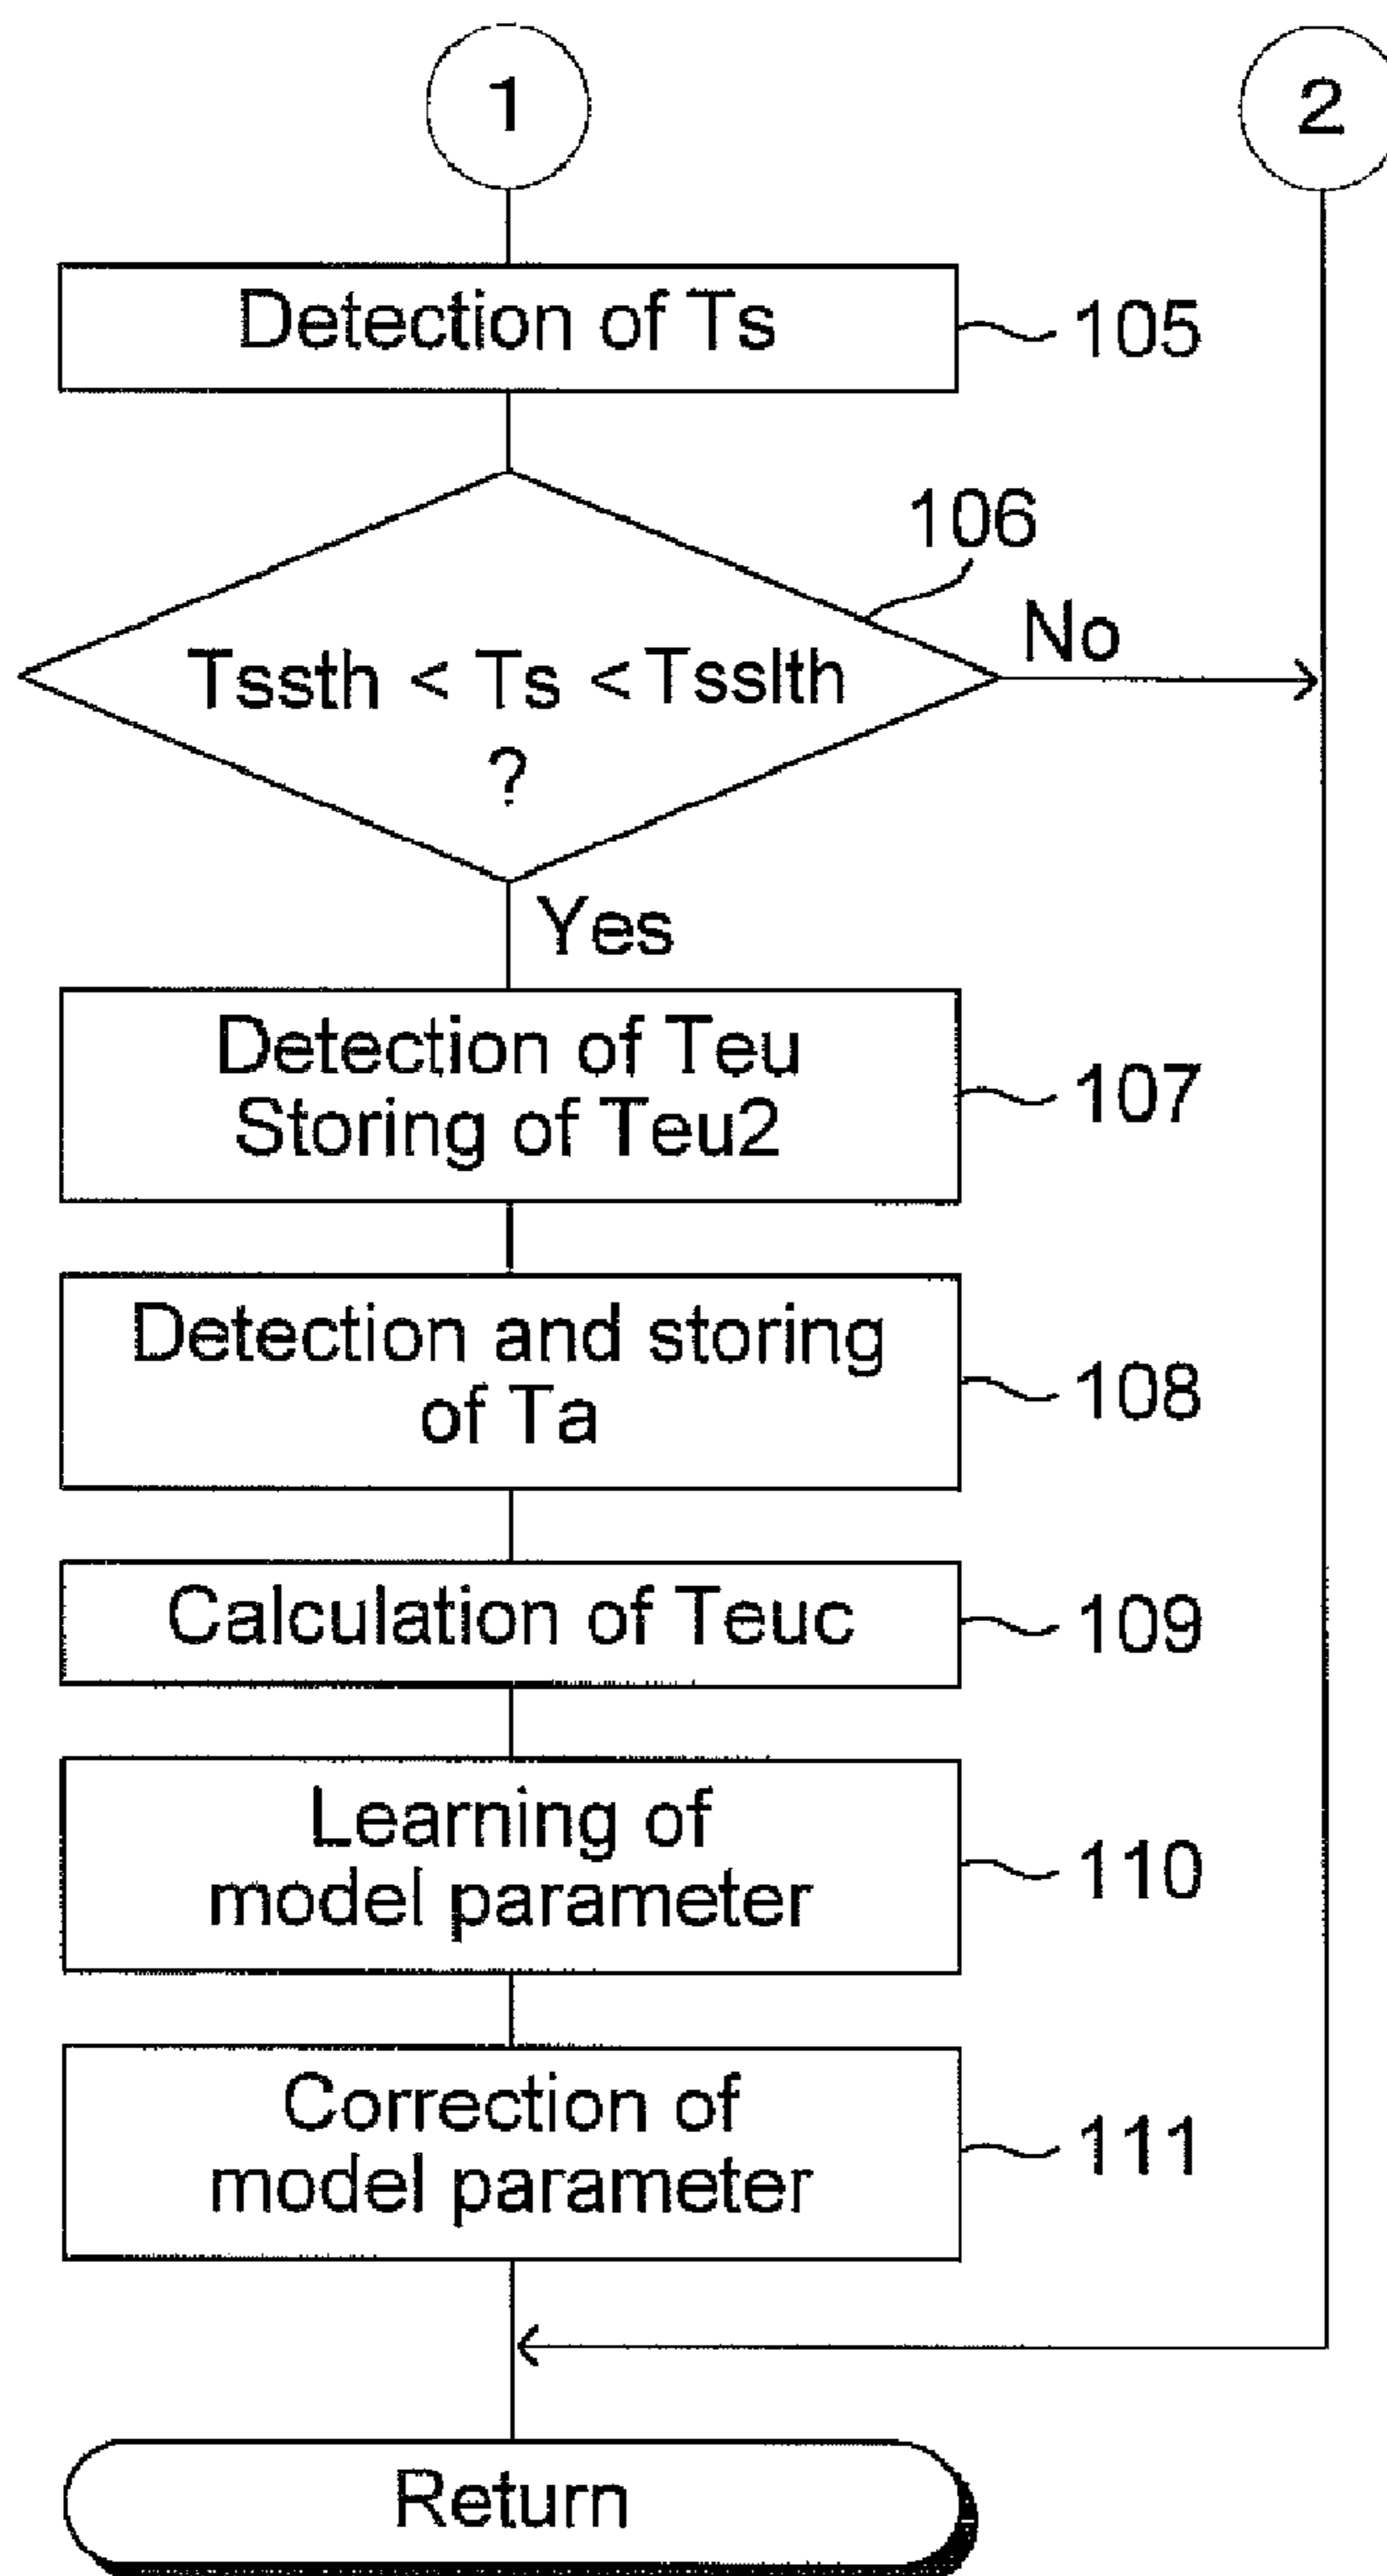 1
2
Detection of Ts
105
106
Tssth < Ts < Tsslth
?
No
Yes
Detection of Teu
Storing of Teu2
107
Detection and storing
of Ta
108
Calculation of Teuc
109
Learning of
model parameter
110
Correction of
model parameter
111
Return